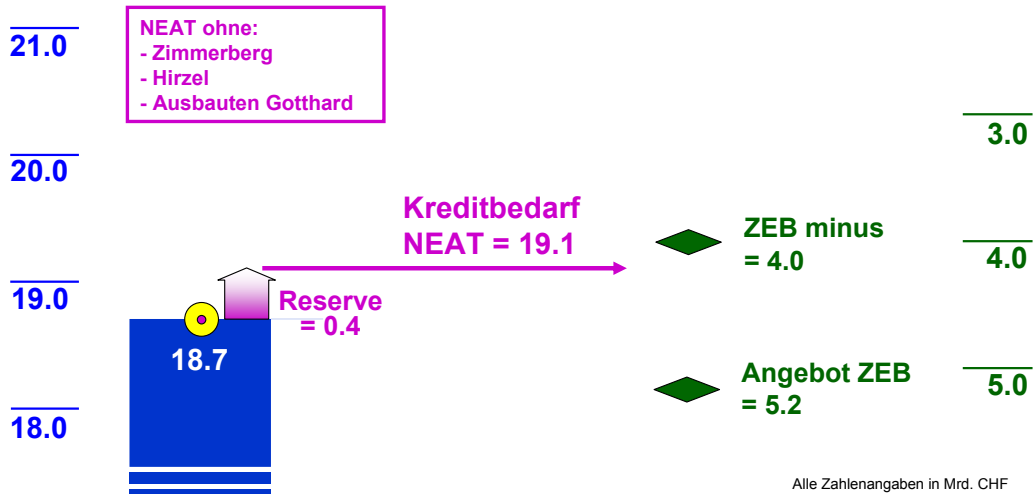 21.0
20.0
19.0
18.0
NEAT ohne:
- Zimmerberg
- Hirzel
- Ausbauten Gotthard
Kreditbedarf
NEAT = 19.1
Reserve
= 0.4
18.7
ZEB minus
= 4.0
Angebot ZEB
= 5.2
3.0
4.0
5.0
Alle Zahlenangaben in Mrd. CHF